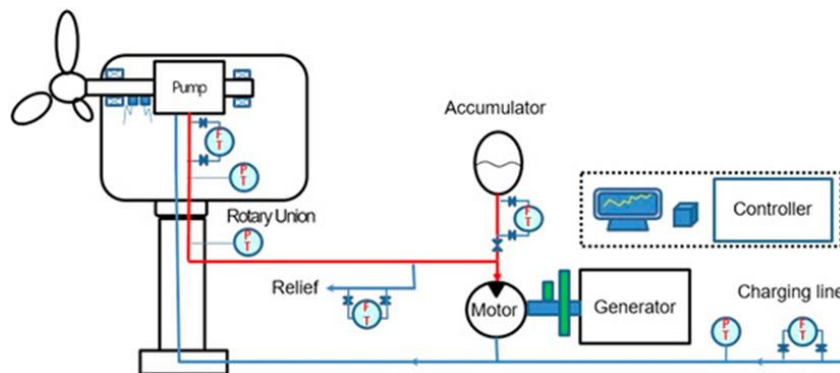 Pump
F
T
P
T
Rotary Union
P
T
Accumulator
F
T
Controller
Relief
F
T
Motor
Generator
Charging line
P
T
F
T